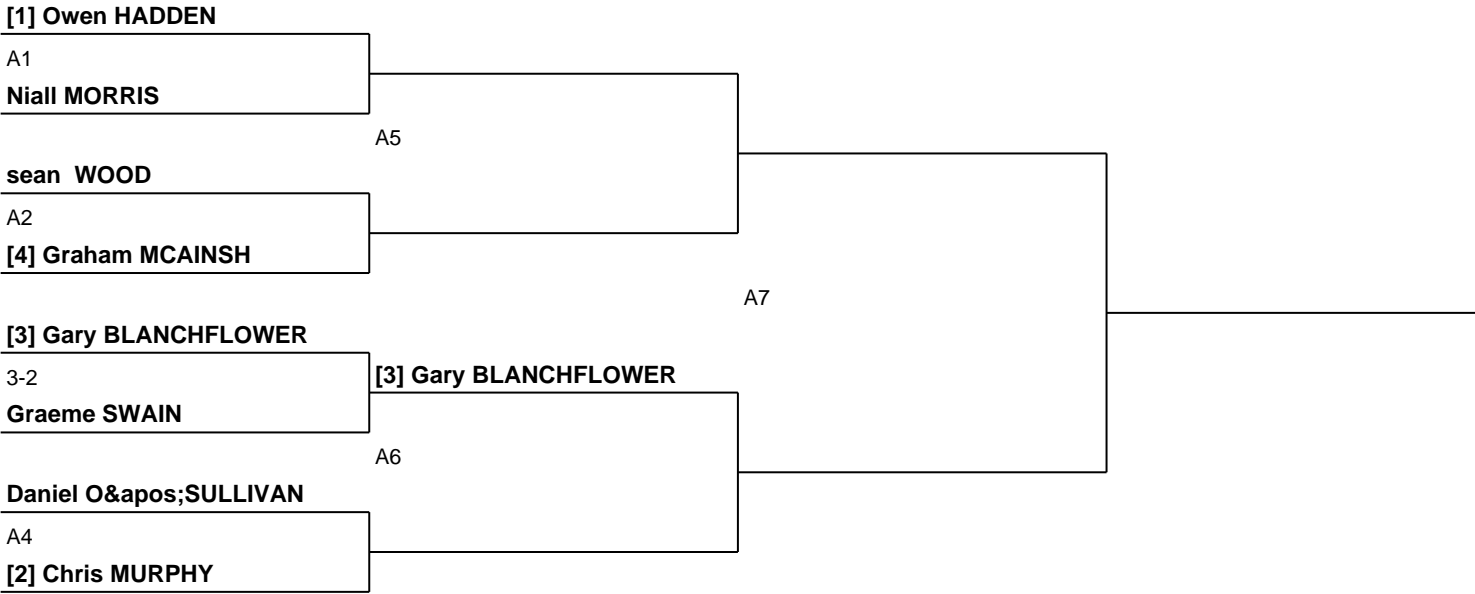 [1] Owen HADDEN
A1
Niall MORRIS
A5
sean  WOOD
A2
[4] Graham MCAINSH
A7
[3] Gary BLANCHFLOWER
3-2
[3] Gary BLANCHFLOWER
Graeme SWAIN
A6
Daniel O&apos;SULLIVAN
A4
[2] Chris MURPHY